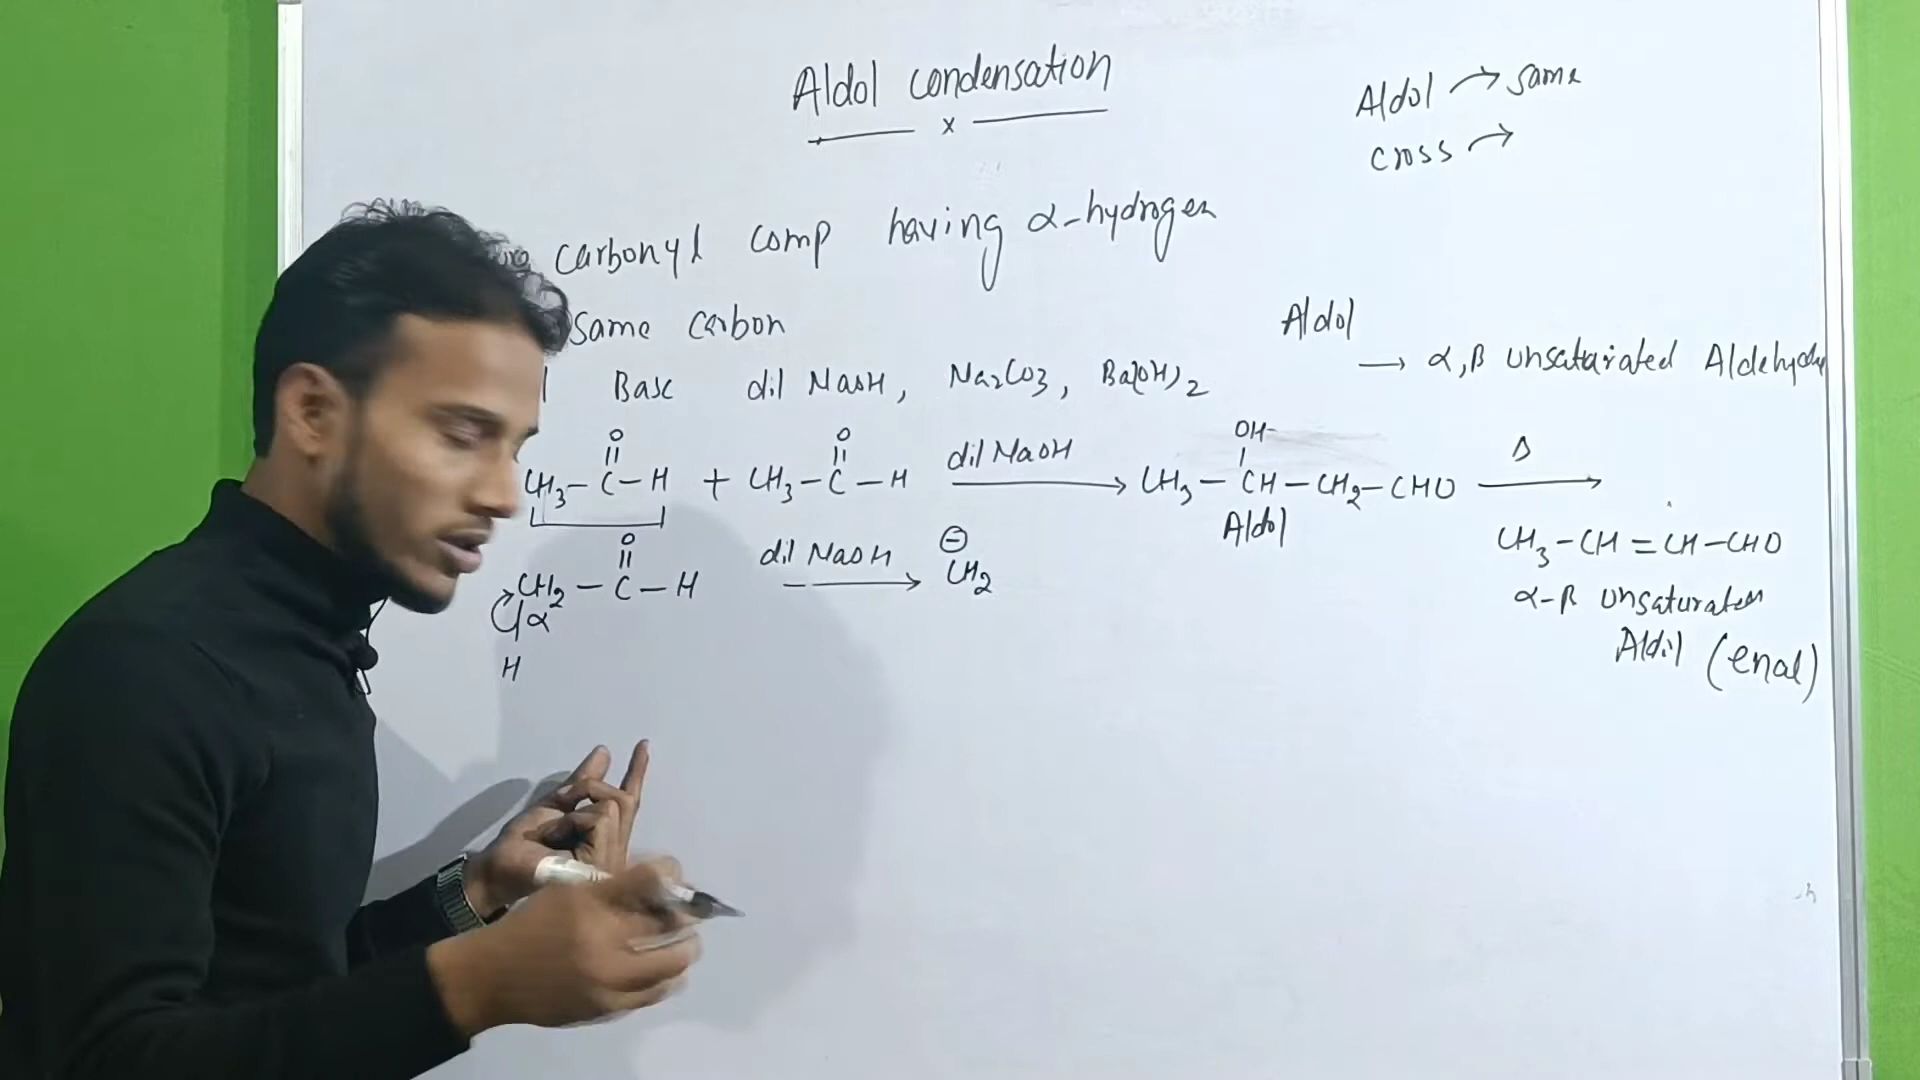 Aldol condensation
x
Aldol → same
cross →
carbonyl comp having α-hydrogen
same carbon
Aldol
→ α,β unsaturated Aldehyde
Base dil NaOH, Na2CO3, Ba(OH)2
O O OH
|| || |
CH3-C-H + CH3-C-H dil NaOH → CH3-CH-CH2-CHO Δ →
Aldol
O
||
CH2-C-H dil NaOH → ⊖ CH2
α
H
CH3-CH=CH-CHO
α-β unsaturated
(enal)